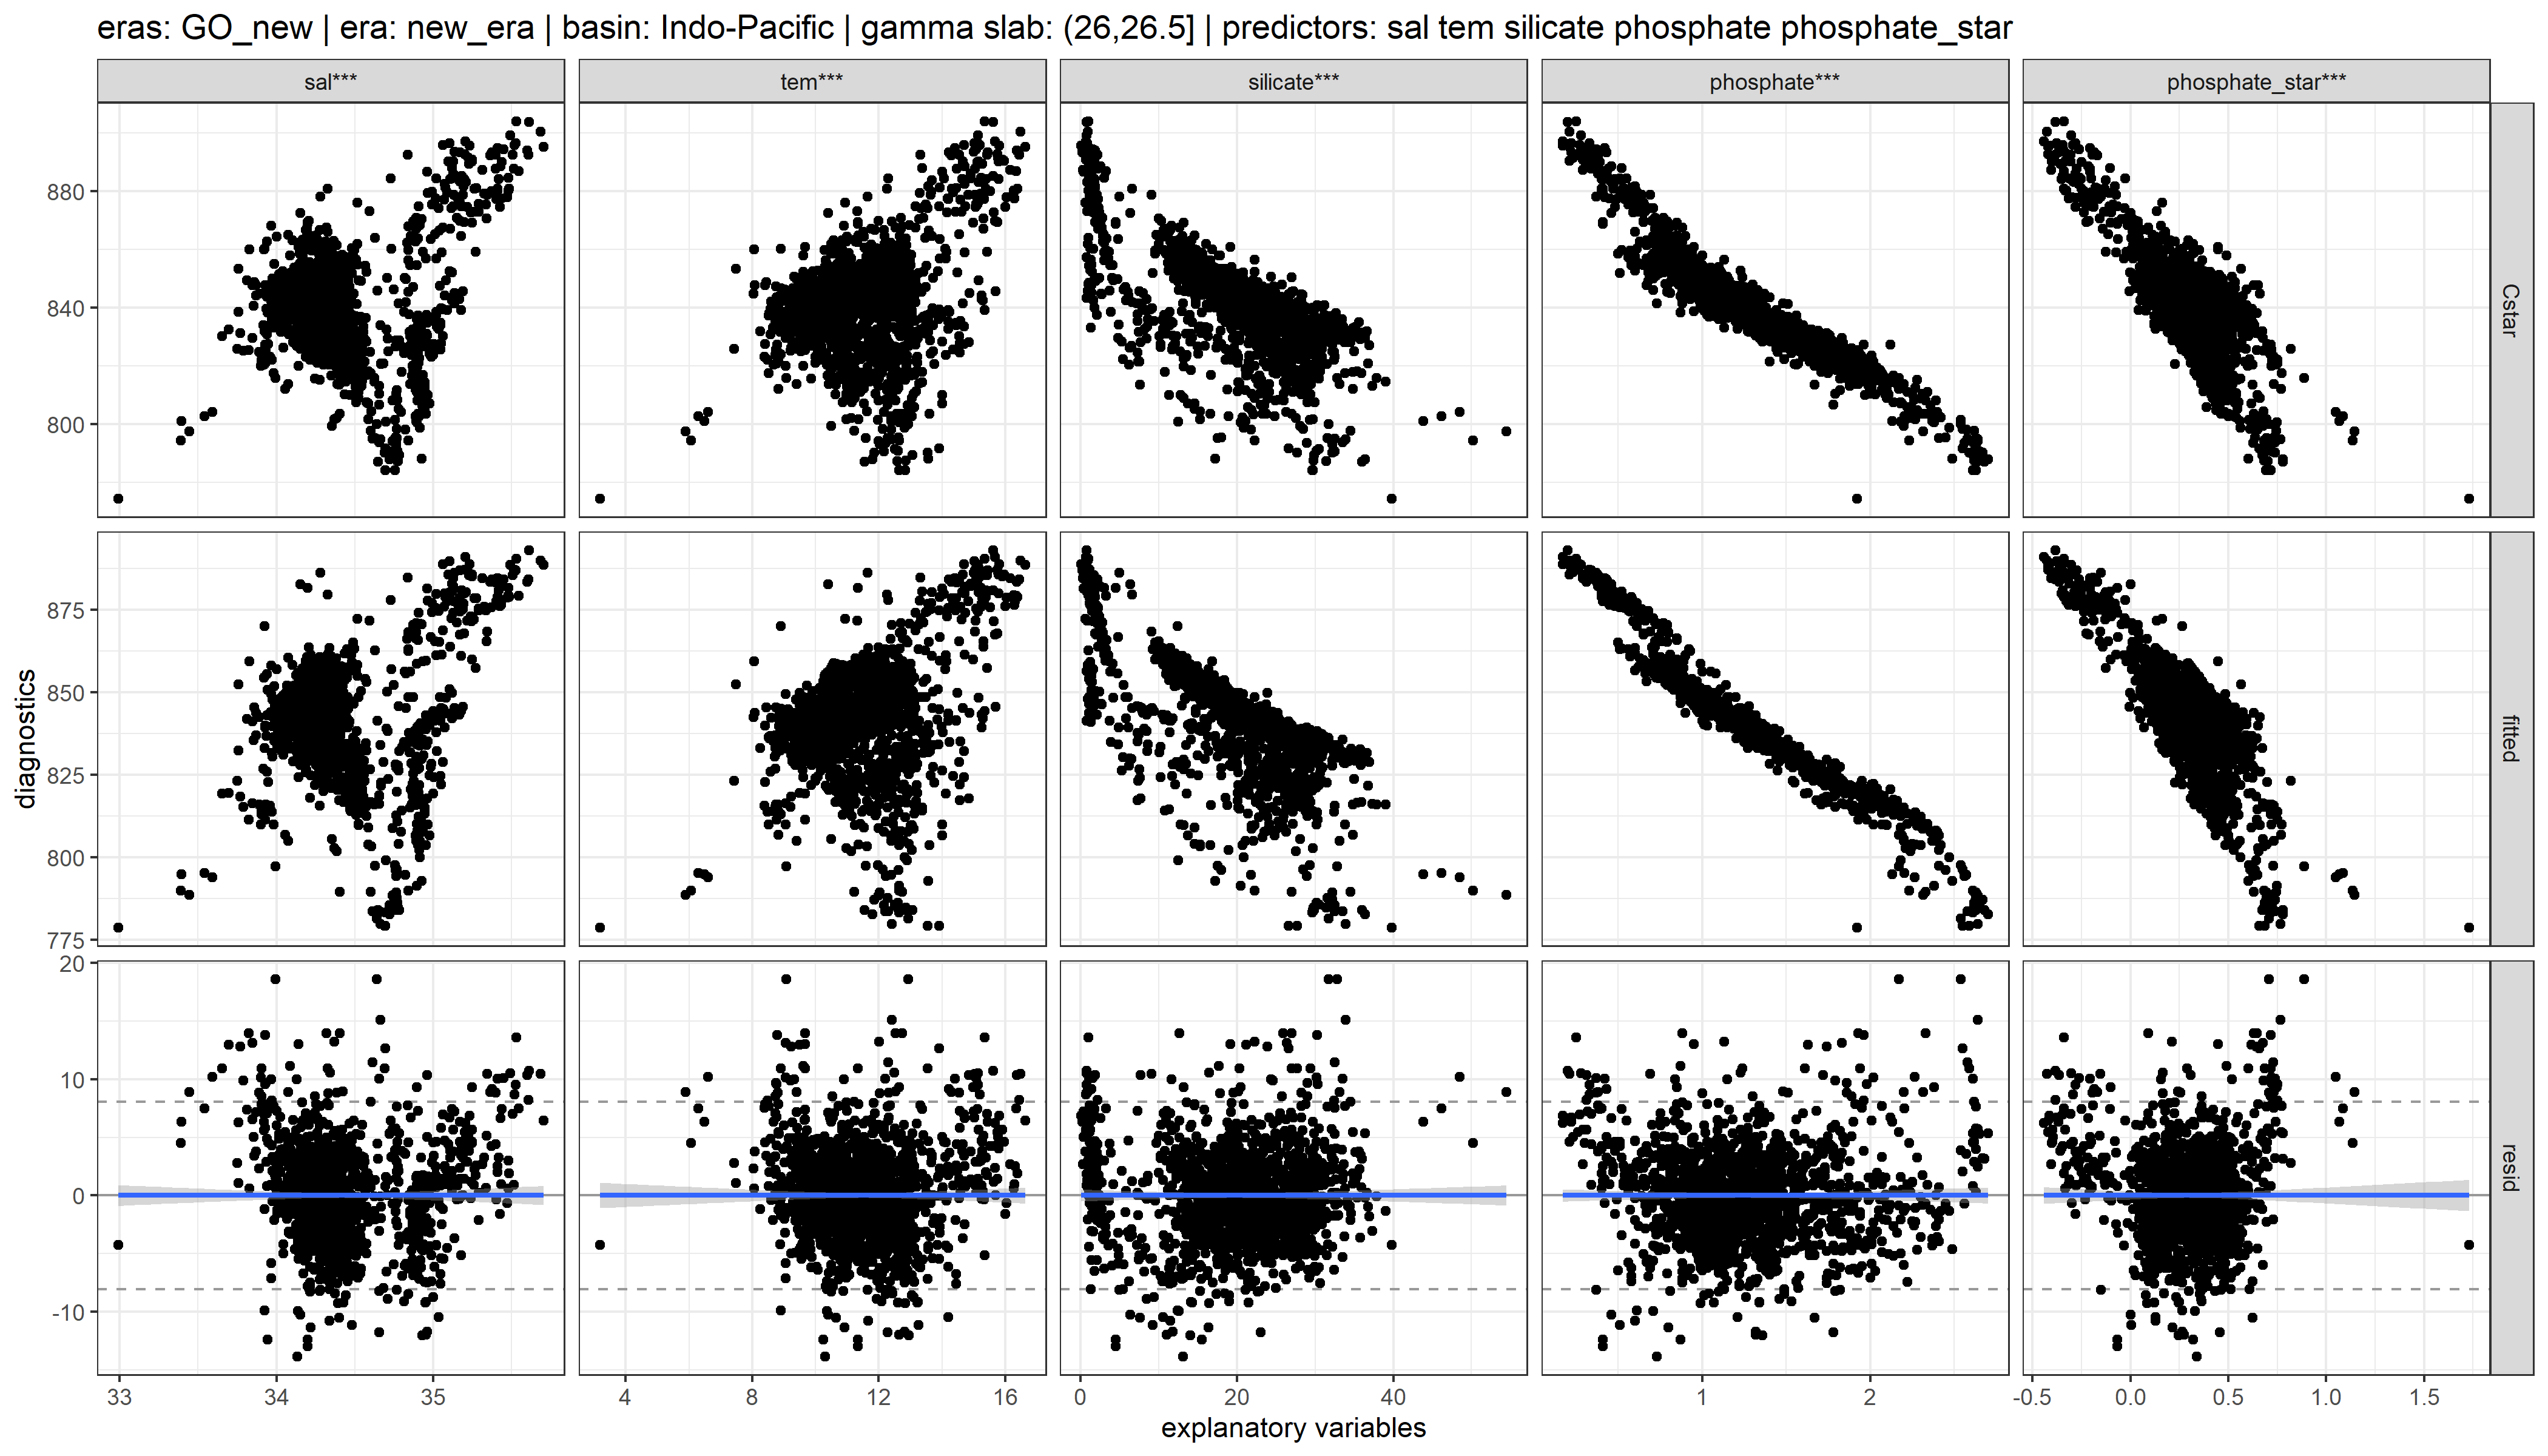 eras: GO_new | era: new_era | basin: Indo-Pacific | gamma slab: (26,26.5] | predictors: sal tem silicate phosphate phosphate_star
sal*** tem*** silicate*** phosphate*** phosphate_star***
880
840
800
Cstar
875
850
825
800
775
fitted
diagnostics
20
10
0
-10
resid
33 34 35 4 8 12 16 0 20 40 1 2 -0.5 0.0 0.5 1.0 1.5
explanatory variables